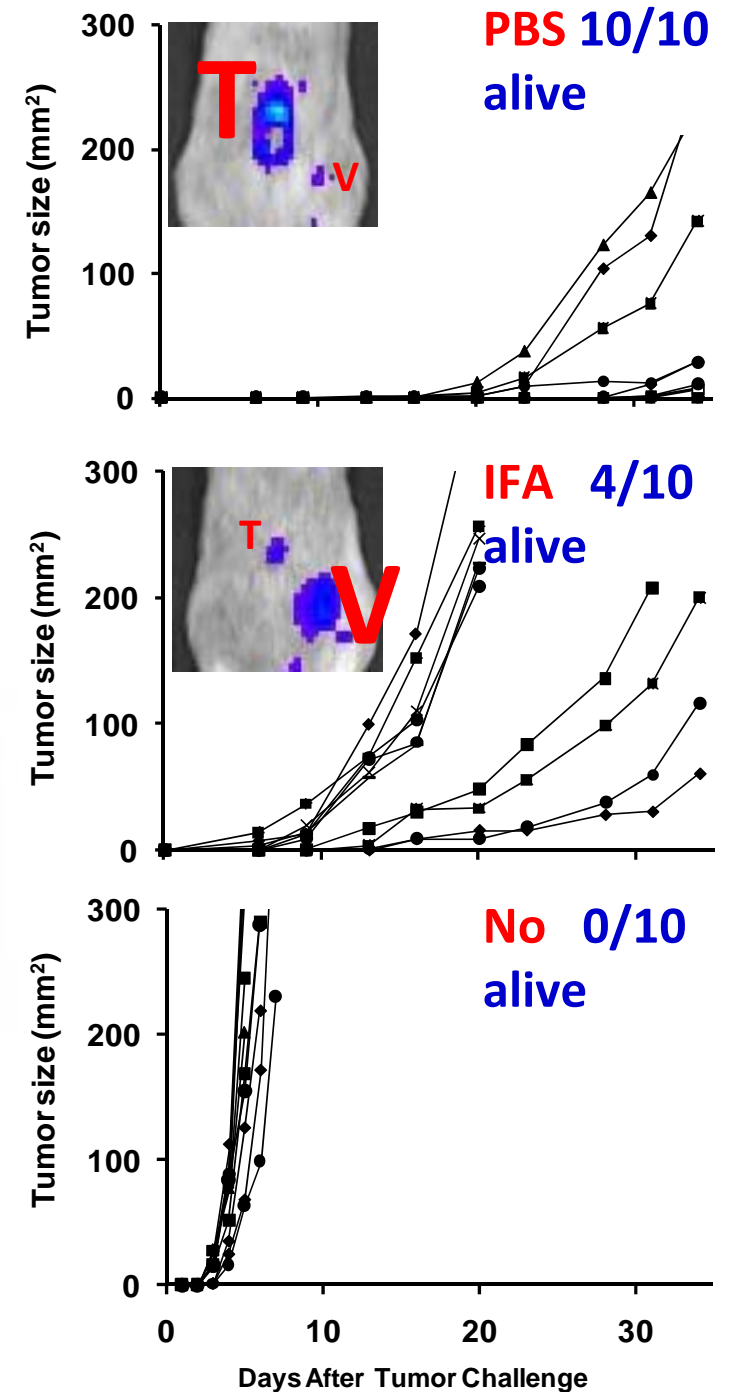 PBS 10/10
alive
T
V
300
200
100
0
Tumor size (mm²)
IFA 4/10
alive
T
V
300
200
100
0
Tumor size (mm²)
No 0/10
alive
300
200
100
0
Tumor size (mm²)
0 10 20 30
Days After Tumor Challenge